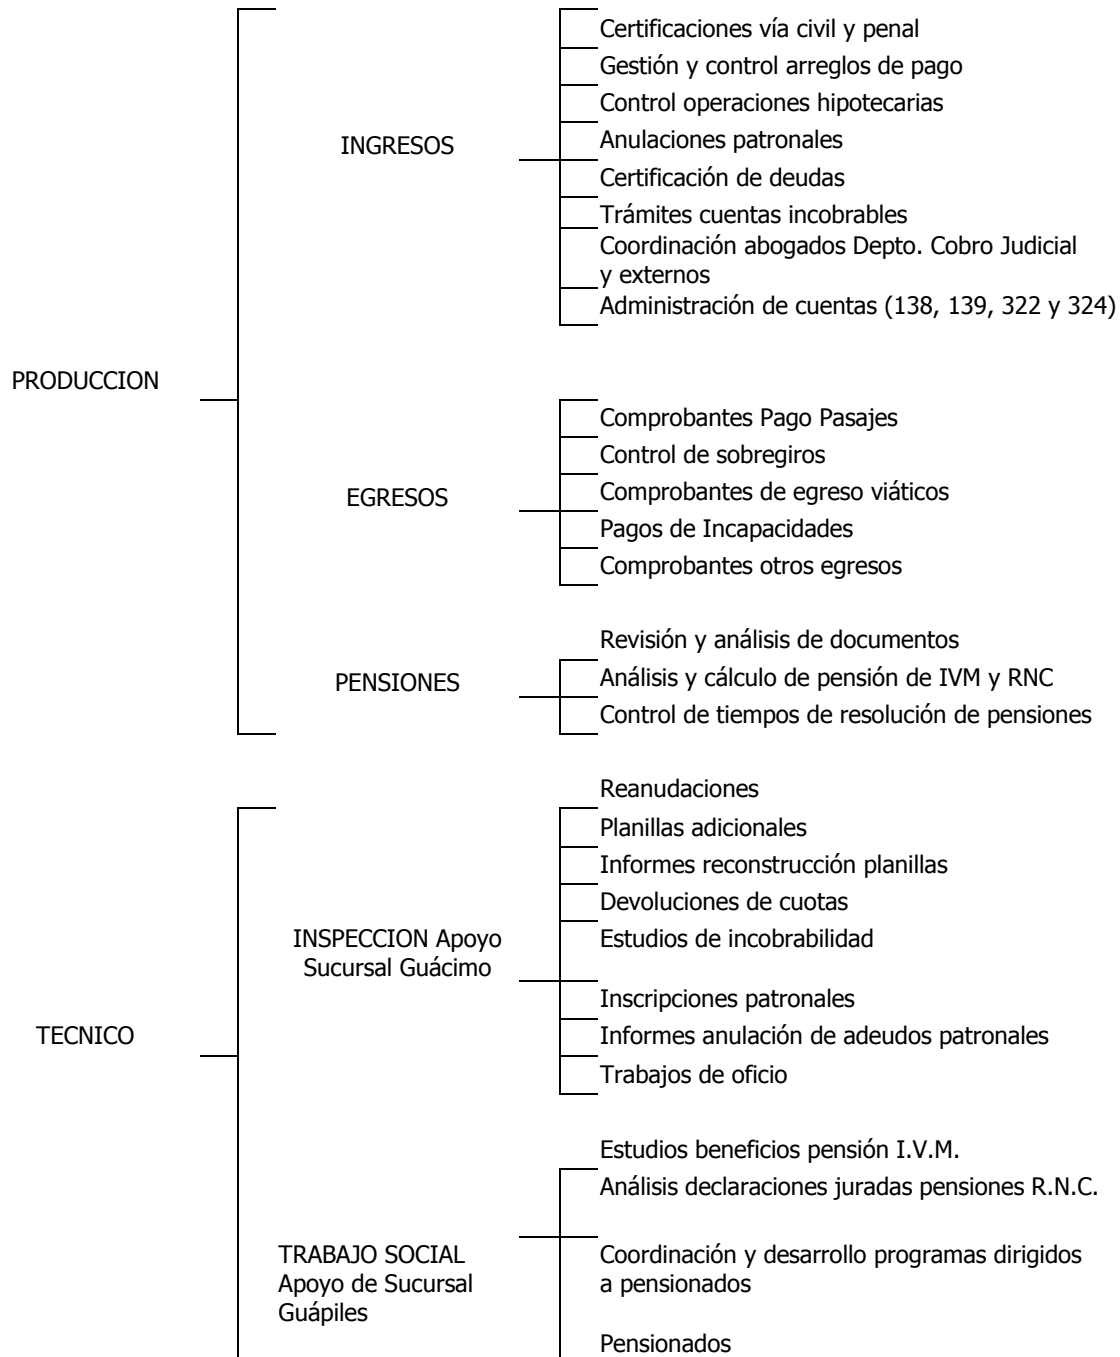 PRODUCCION
INGRESOS
Certificaciones vía civil y penal
Gestión y control arreglos de pago
Control operaciones hipotecarias
Anulaciones patronales
Certificación de deudas
Trámites cuentas incobrables
Coordinación abogados Depto. Cobro Judicial
y externos
Administración de cuentas (138, 139, 322 y 324)
EGRESOS
Comprobantes Pago Pasajes
Control de sobregiros
Comprobantes de egreso viáticos
Pagos de Incapacidades
Comprobantes otros egresos
PENSIONES
Revisión y análisis de documentos
Análisis y cálculo de pensión de IVM y RNC
Control de tiempos de resolución de pensiones
TECNICO
INSPECCION Apoyo
Sucursal Guácimo
Reanudaciones
Planillas adicionales
Informes reconstrucción planillas
Devoluciones de cuotas
Estudios de incobrabilidad
Inscripciones patronales
Informes anulación de adeudos patronales
Trabajos de oficio
TRABAJO SOCIAL
Apoyo de Sucursal
Guápiles
Estudios beneficios pensión I.V.M.
Análisis declaraciones juradas pensiones R.N.C.
Coordinación y desarrollo programas dirigidos
a pensionados
Pensionados